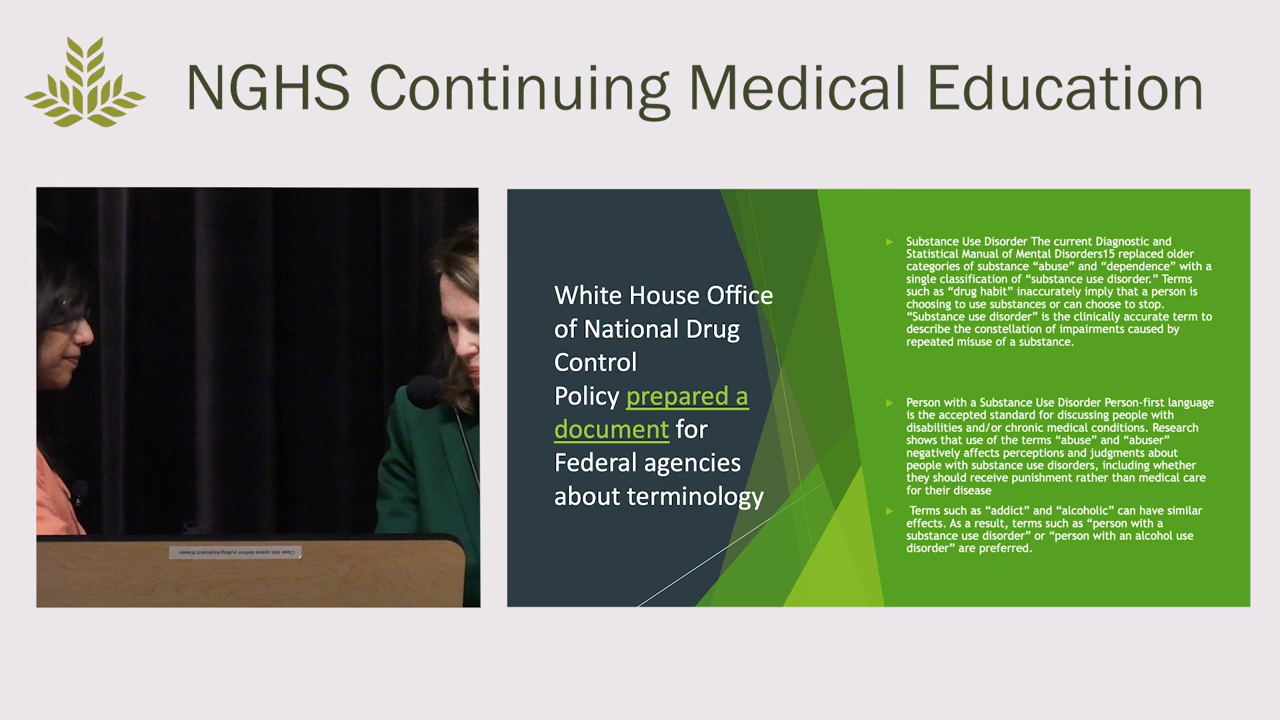 NGHS Continuing Medical Education
White House Office
of National Drug
Control
Policy prepared a
document for
Federal agencies
about terminology
Substance Use Disorder The current Diagnostic and
Statistical Manual of Mental Disorders15 replaced older
categories of substance “abuse” and “dependence” with a
single classification of “substance use disorder.” Terms
such as “drug habit” inaccurately imply that a person is
choosing to use substances or can choose to stop.
“Substance use disorder” is the clinically accurate term to
describe the constellation of impairments caused by
repeated misuse of a substance.
Person with a Substance Use Disorder Person-first language
is the accepted standard for discussing people with
disabilities and/or chronic medical conditions. Research
shows that use of the terms “abuse” and “abuser”
negatively affects perceptions and judgments about
people with substance use disorders, including whether
they should receive punishment rather than medical care
for their disease
Terms such as “addict” and “alcoholic” can have similar
effects. As a result, terms such as “person with a
substance use disorder” or “person with an alcohol use
disorder” are preferred.
Clear this space before pulling keyboard drawer